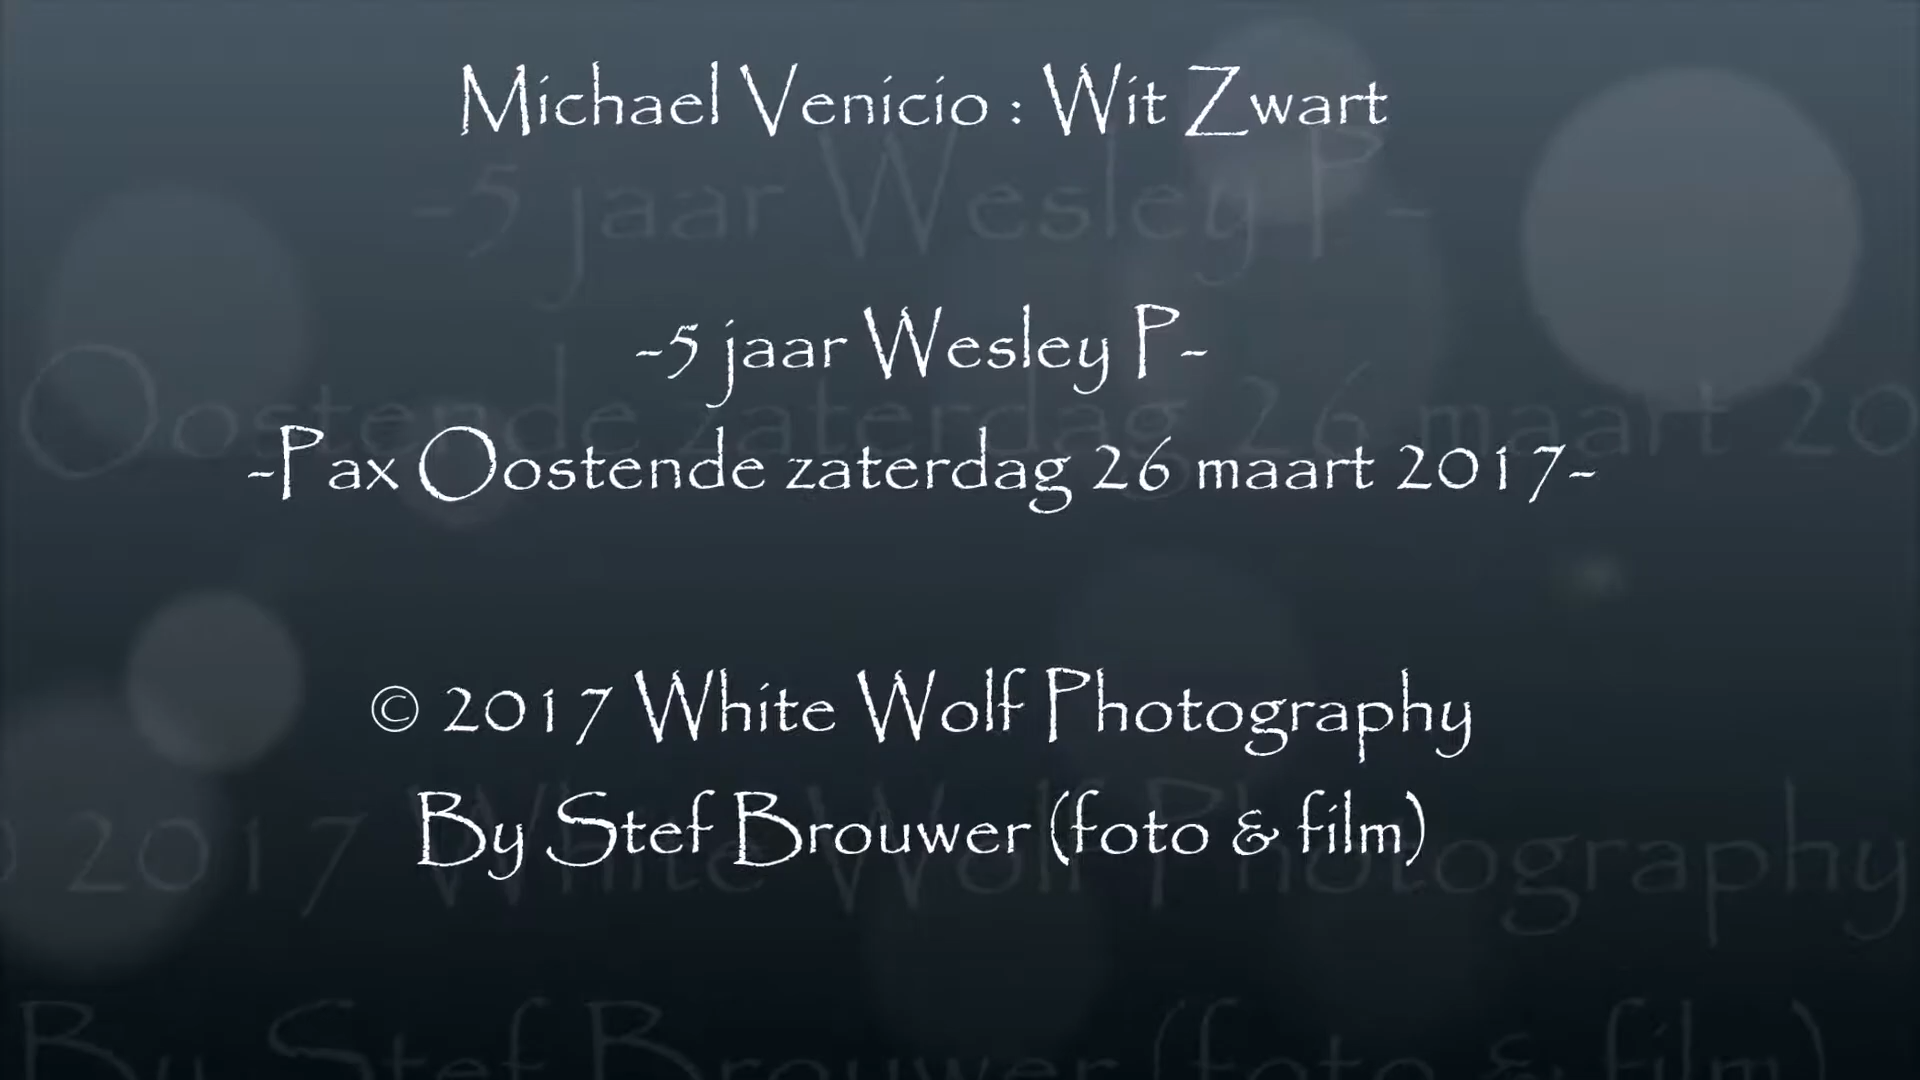 Michael Venicio : Wit Zwart
-5 jaar Wesley P-
-Pax Oostende zaterdag 26 maart 2017-
© 2017 White Wolf Photography
By Stef Brouwer (foto & film)